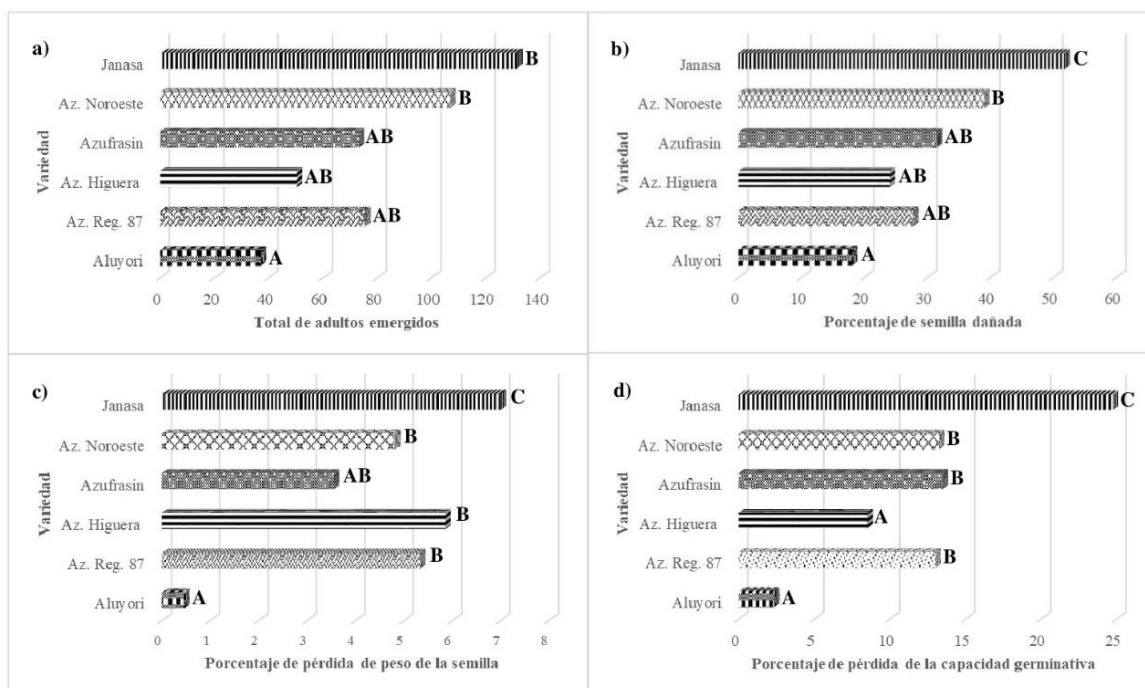 a)
Janasa B
Az. Noroeste B
Azufrasin AB
Az. Higuera AB
Az. Reg. 87 AB
Aluyori A
Variedad
0 20 40 60 80 100 120 140
Total de adultos emergidos
b)
Janasa C
Az. Noroeste B
Azufrasin AB
Az. Higuera AB
Az. Reg. 87 AB
Aluyori A
Variedad
0 10 20 30 40 50 60
Porcentaje de semilla dañada
c)
Janasa C
Az. Noroeste B
Azufrasin AB
Az. Higuera B
Az. Reg. 87 B
Aluyori A
Variedad
0 1 2 3 4 5 6 7 8
Porcentaje de pérdida de peso de la semilla
d)
Janasa C
Az. Noroeste B
Azufrasin B
Az. Higuera A
Az. Reg. 87 B
Aluyori A
Variedad
0 5 10 15 20 25
Porcentaje de pérdida de la capacidad germinativa